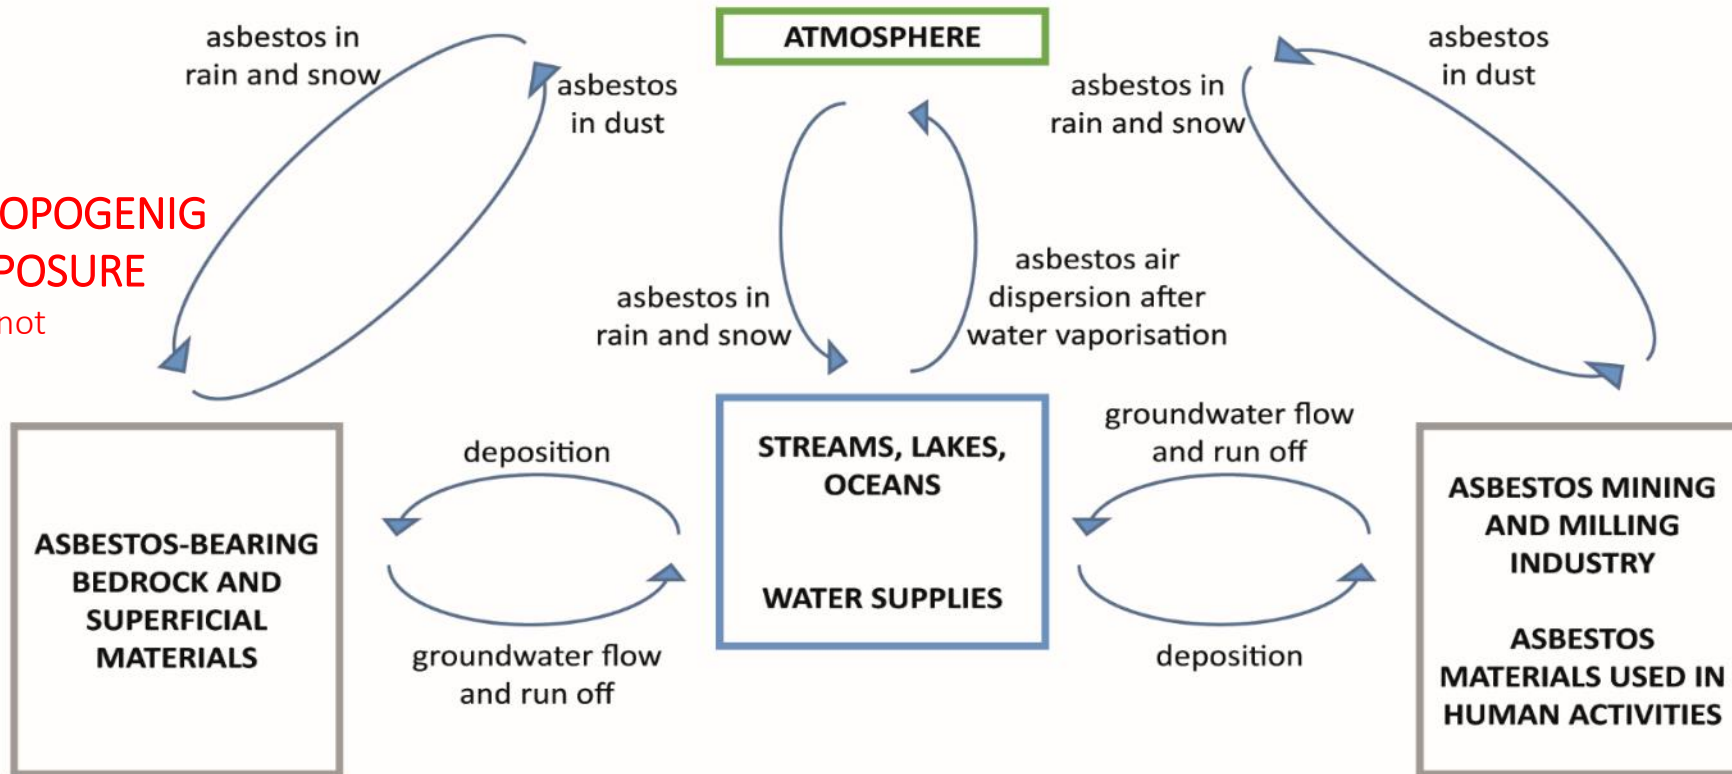 asbestos in
rain and snow
asbestos
in dust
ATMOSPHERE
asbestos in
rain and snow
asbestos
in dust
OPOGENIG
POSURE
not
asbestos in
rain and snow
asbestos air
dispersion after
water vaporisation
deposition
groundwater flow
and run off
ASBESTOS-BEARING
BEDROCK AND
SUPERFICIAL
MATERIALS
STREAMS, LAKES,
OCEANS
WATER SUPPLIES
groundwater flow
and run off
deposition
ASBESTOS MINING
AND MILLING
INDUSTRY
ASBESTOS
MATERIALS USED IN
HUMAN ACTIVITIES